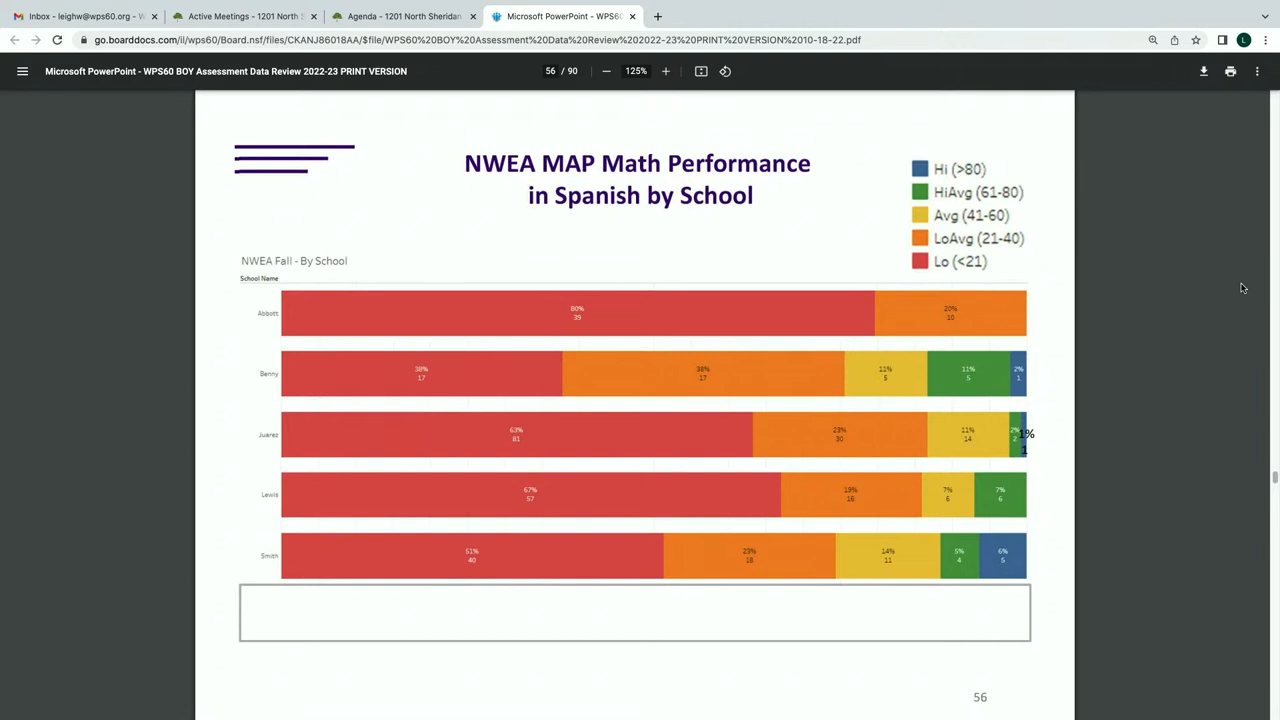 Inbox - leighw@wps60.org - W
Active Meetings - 1201 North S
Agenda - 1201 North Sheridan
Microsoft PowerPoint - WPS60
go.boarddocs.com/il/wps60/Board.nsf/files/CKANJ86018AA/$file/WPS60%20BOY%20Assessment%20Data%20Review%202022-23%20PRINT%20VERSION%2010-18-22.pdf
L
Microsoft PowerPoint - WPS60 BOY Assessment Data Review 2022-23 PRINT VERSION
56 / 90
125%
NWEA MAP Math Performance
in Spanish by School
Hi (>80)
HiAvg (61-80)
Avg (41-60)
LoAvg (21-40)
Lo (<21)
NWEA Fall - By School
School Name
Abbott
80% 20%
39 10
Benny
38% 38% 11% 11% 2%
17 17 5 5 1
Juarez
63% 23% 11% 2% 1%
81 30 14 2 1
Lewis
67% 19% 7% 7%
57 16 6 6
Smith
51% 23% 14% 5% 6%
40 18 11 4 5
56